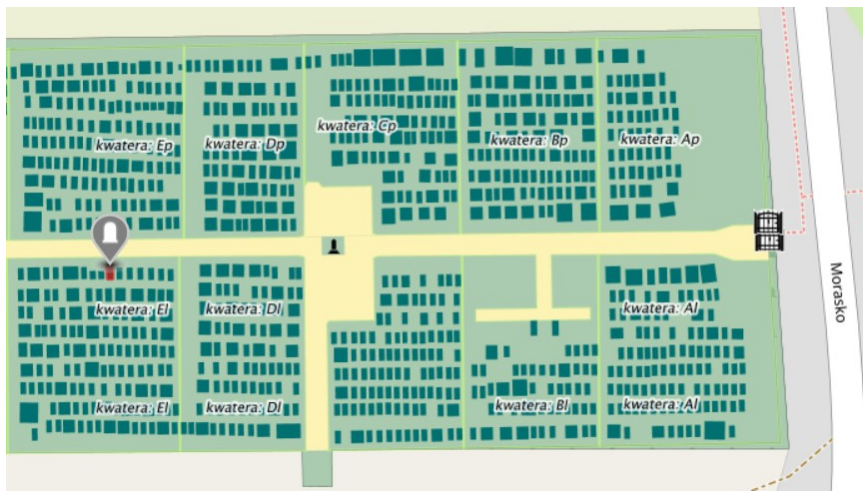 kwatera: Ep
kwatera: Dp
kwatera: Cp
kwatera: Bp
kwatera: Ap
kwatera: El
kwatera: Dl
kwatera: Al
kwatera: El
kwatera: Dl
kwatera: Bl
kwatera: Al
Morasko